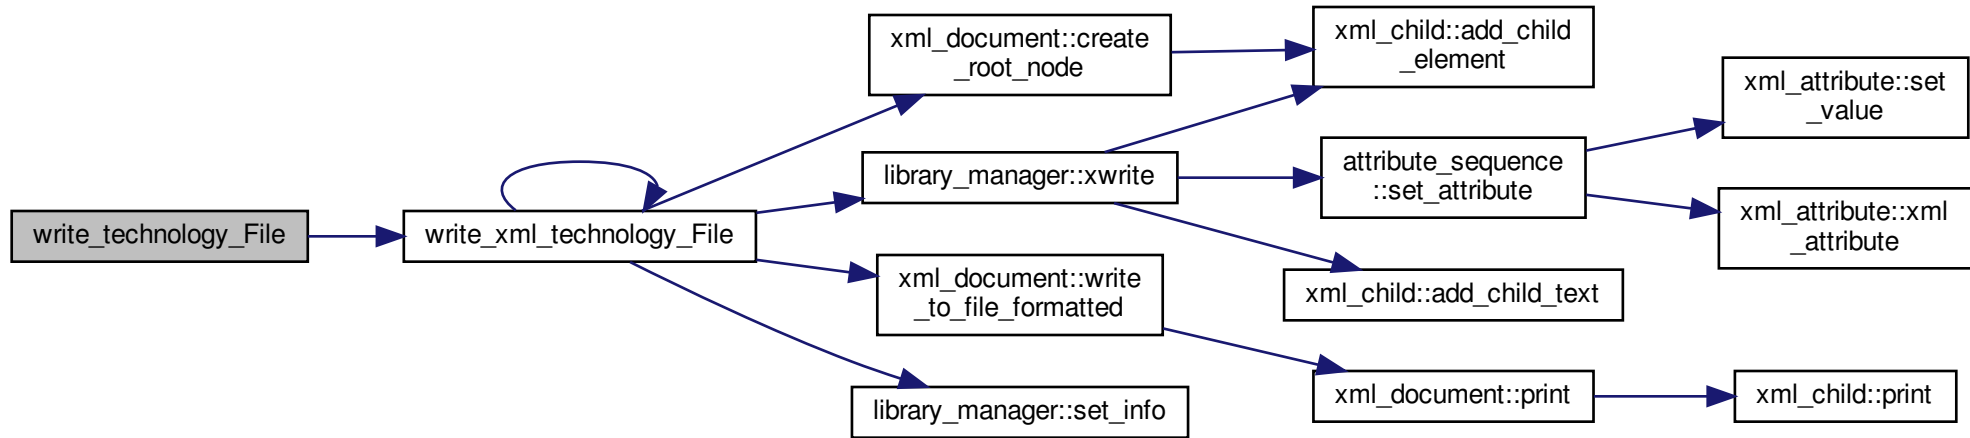 write_technology_File
write_xml_technology_File
xml_document::create
_root_node
library_manager::xwrite
xml_document::write
_to_file_formatted
library_manager::set_info
xml_child::add_child
_element
attribute_sequence
::set_attribute
xml_child::add_child_text
xml_document::print
xml_attribute::set
_value
xml_attribute::xml
_attribute
xml_child::print